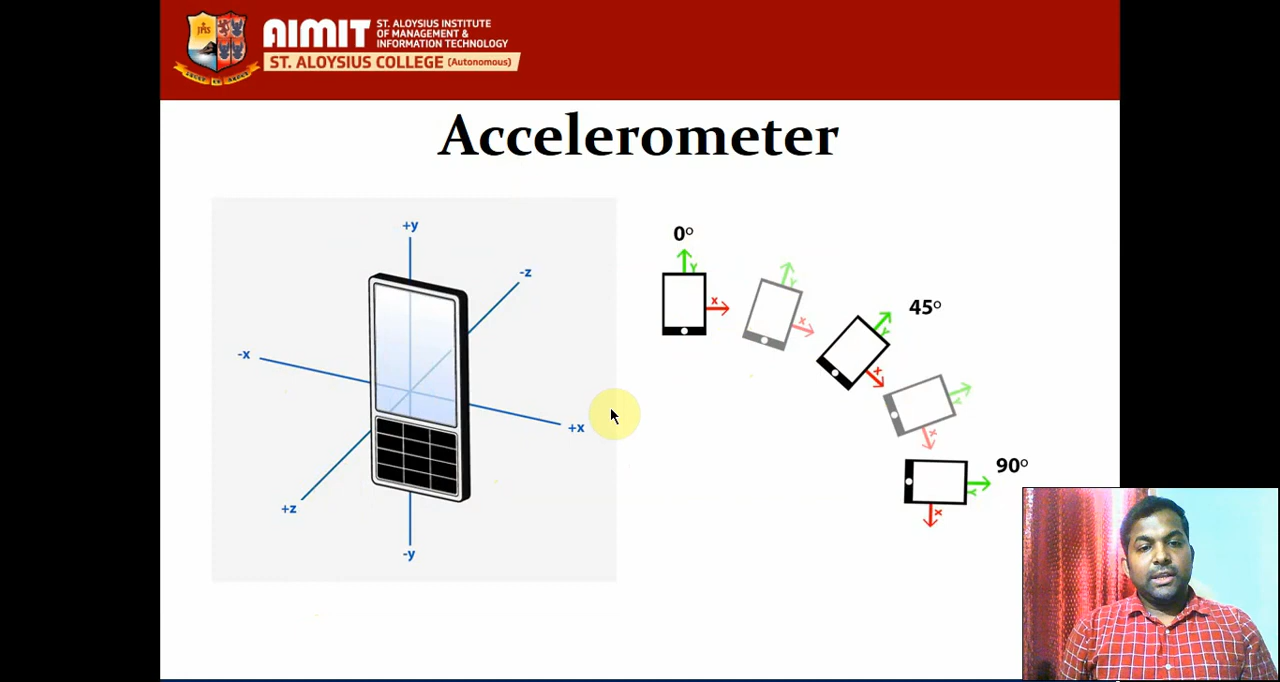 AIMIT
ST. ALOYSIUS INSTITUTE
OF MANAGEMENT &
INFORMATION TECHNOLOGY
ST. ALOYSIUS COLLEGE (Autonomous)
Accelerometer
+y
-z
-x
+x
+z
-y
0°
Y
X
Y
X
45°
Y
X
Y
X
90°
Y
X